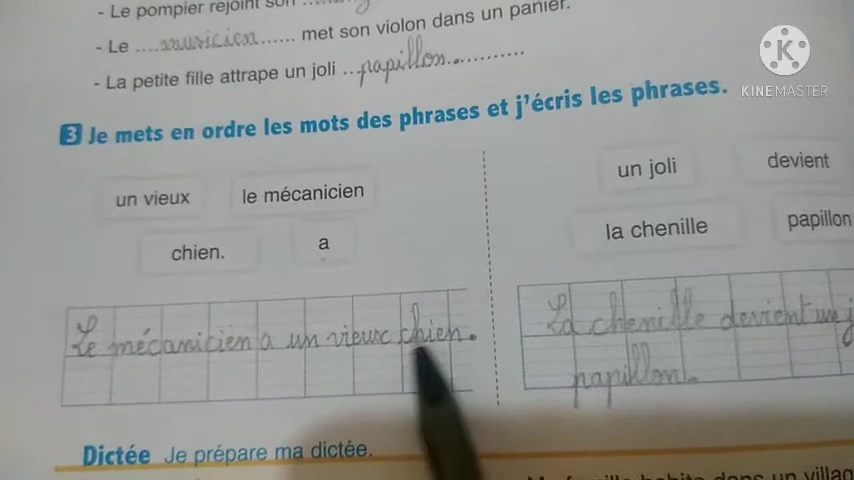 - Le pompier rejoint son
- Le ....musicien...... met son violon dans un panier.
- La petite fille attrape un joli ..papillon............
KINEMASTER
3 Je mets en ordre les mots des phrases et j'écris les phrases.
un vieux le mécanicien
chien. a
un joli devient
la chenille papillon
Le mécanicien a un vieux chien.
La chenille devient un j
papillon.
Dictée Je prépare ma dictée.
dans un villag